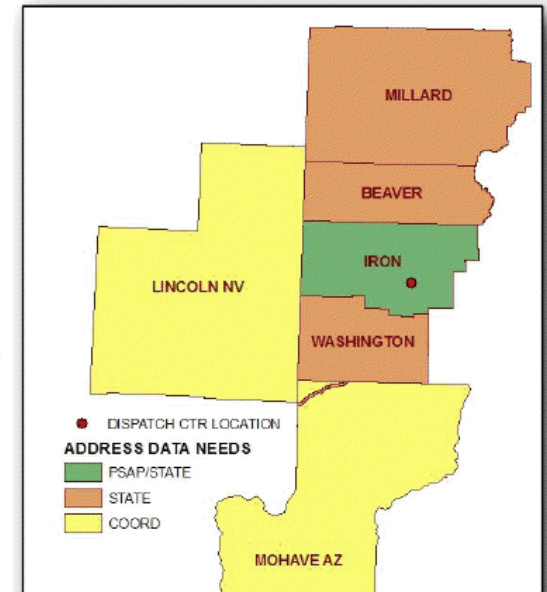 MILLARD
BEAVER
IRON
LINCOLN NV
WASHINGTON
DISPATCH CTR LOCATION
ADDRESS DATA NEEDS
PSAP/STATE
STATE
COORD
MOHAVE AZ